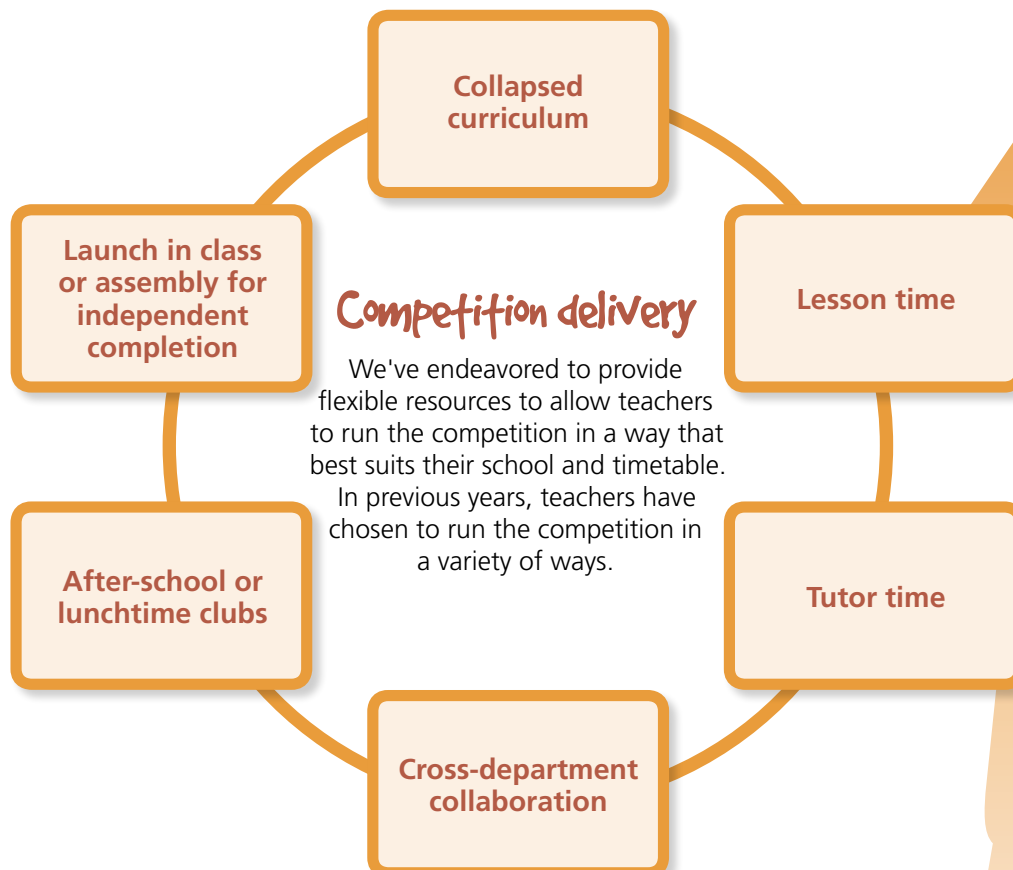 Collapsed
curriculum
Launch in class
or assembly for
independent
completion
Lesson time
Competition delivery
We've endeavored to provide
flexible resources to allow teachers
to run the competition in a way that
best suits their school and timetable.
In previous years, teachers have
chosen to run the competition in
a variety of ways.
After-school or
lunchtime clubs
Tutor time
Cross-department
collaboration